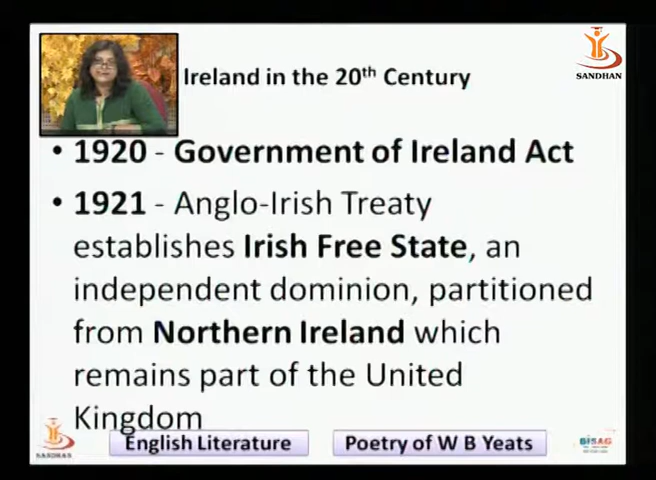 Ireland in the 20th Century
SANDHAN
• 1920 - Government of Ireland Act
• 1921 - Anglo-Irish Treaty
establishes Irish Free State, an
independent dominion, partitioned
from Northern Ireland which
remains part of the United
Kingdom
SANDHAN
English Literature
Poetry of W B Yeats
BISAG